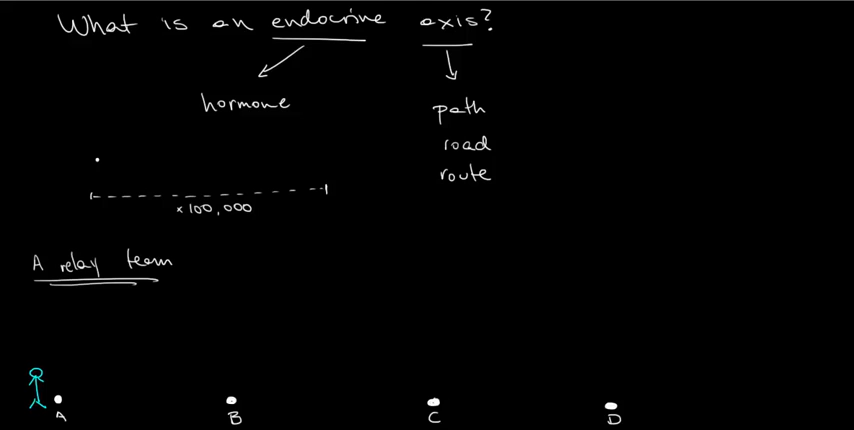 What is an endocrine axis?
hormone
path
road
route
×100,000
A relay team
A B C D